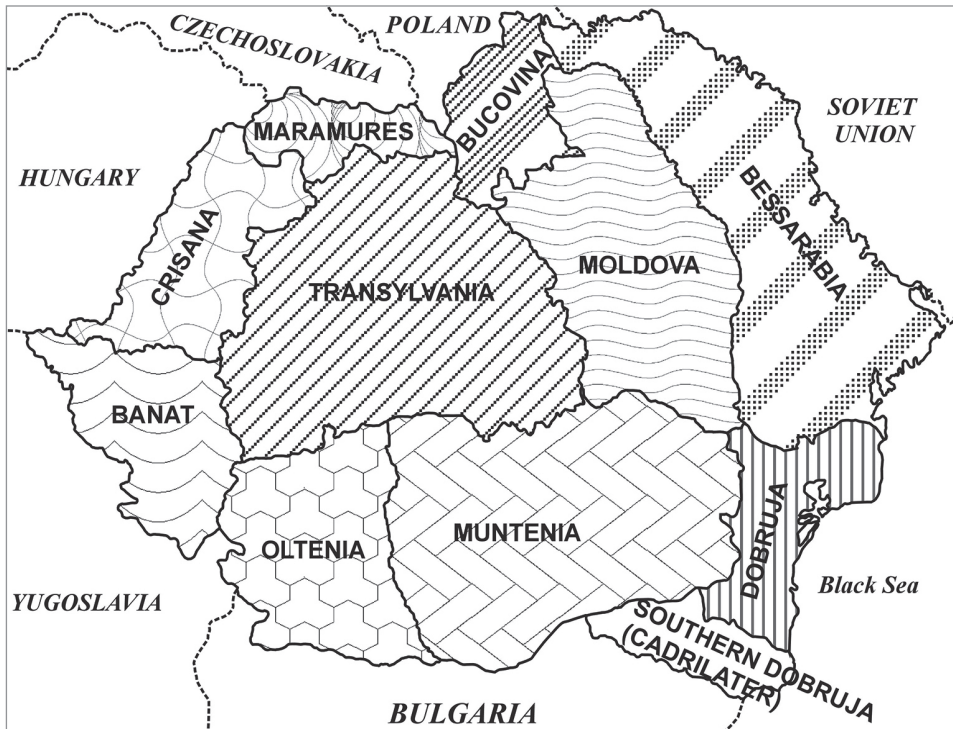 POLAND
CZECHOSLOVAKIA
BUCOVINA
SOVIET
UNION
MARAMURES
HUNGARY
BESSARABIA
CRISANA
MOLDOVA
TRANSYLVANIA
BANAT
DOBRUJA
MUNTENIA
OLTENIA
Black Sea
YUGOSLAVIA
SOUTHERN DOBRUJA
(CADRILATER)
BULGARIA